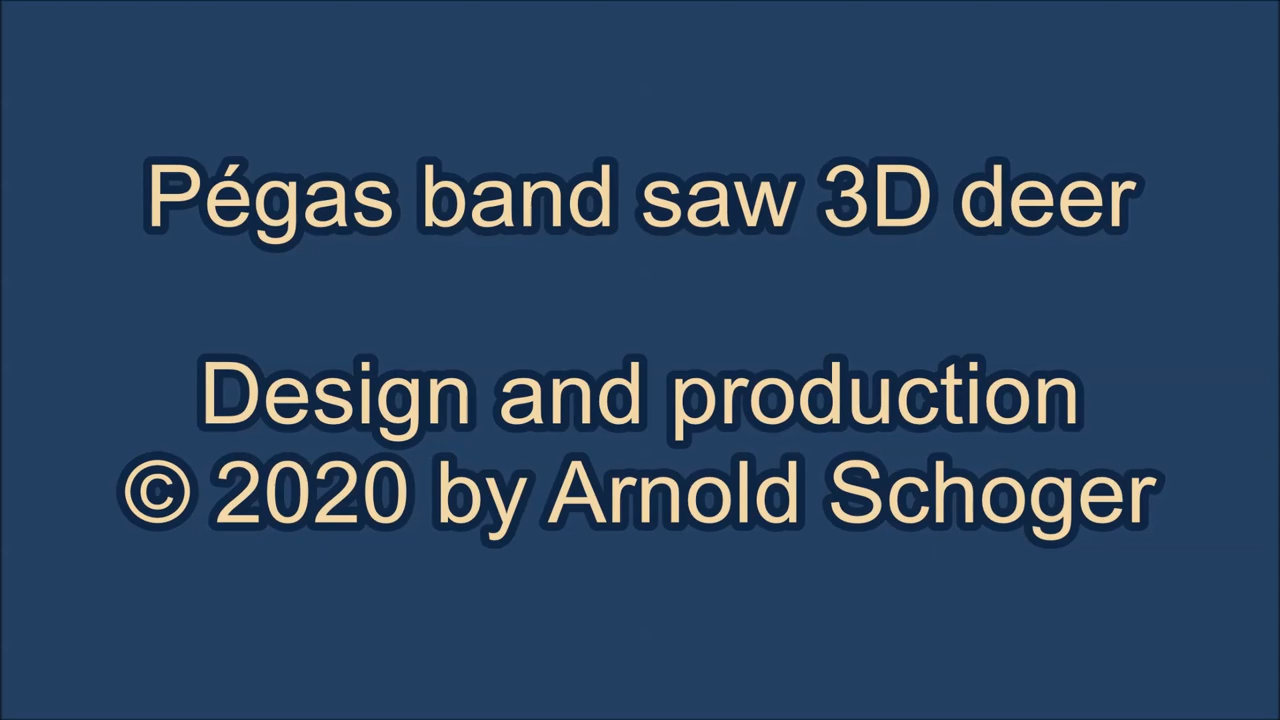 Pégas band saw 3D deer
Design and production
© 2020 by Arnold Schoger